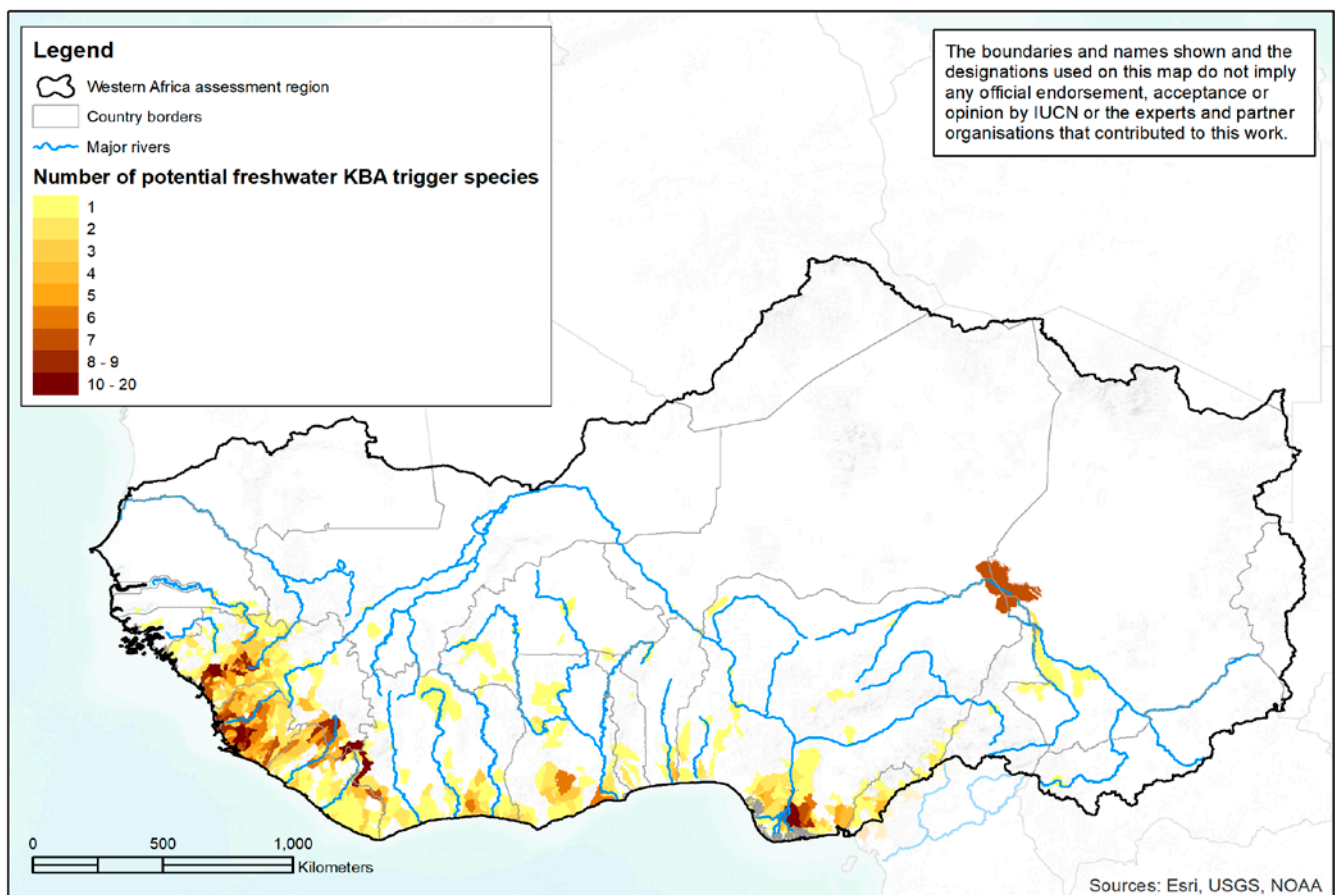 Legend
Western Africa assessment region
Country borders
Major rivers
Number of potential freshwater KBA trigger species
1
2
3
4
5
6
7
8 - 9
10 - 20
The boundaries and names shown and the
designations used on this map do not imply
any official endorsement, acceptance or
opinion by IUCN or the experts and partner
organisations that contributed to this work.
0 500 1,000
Kilometers
Sources: Esri, USGS, NOAA